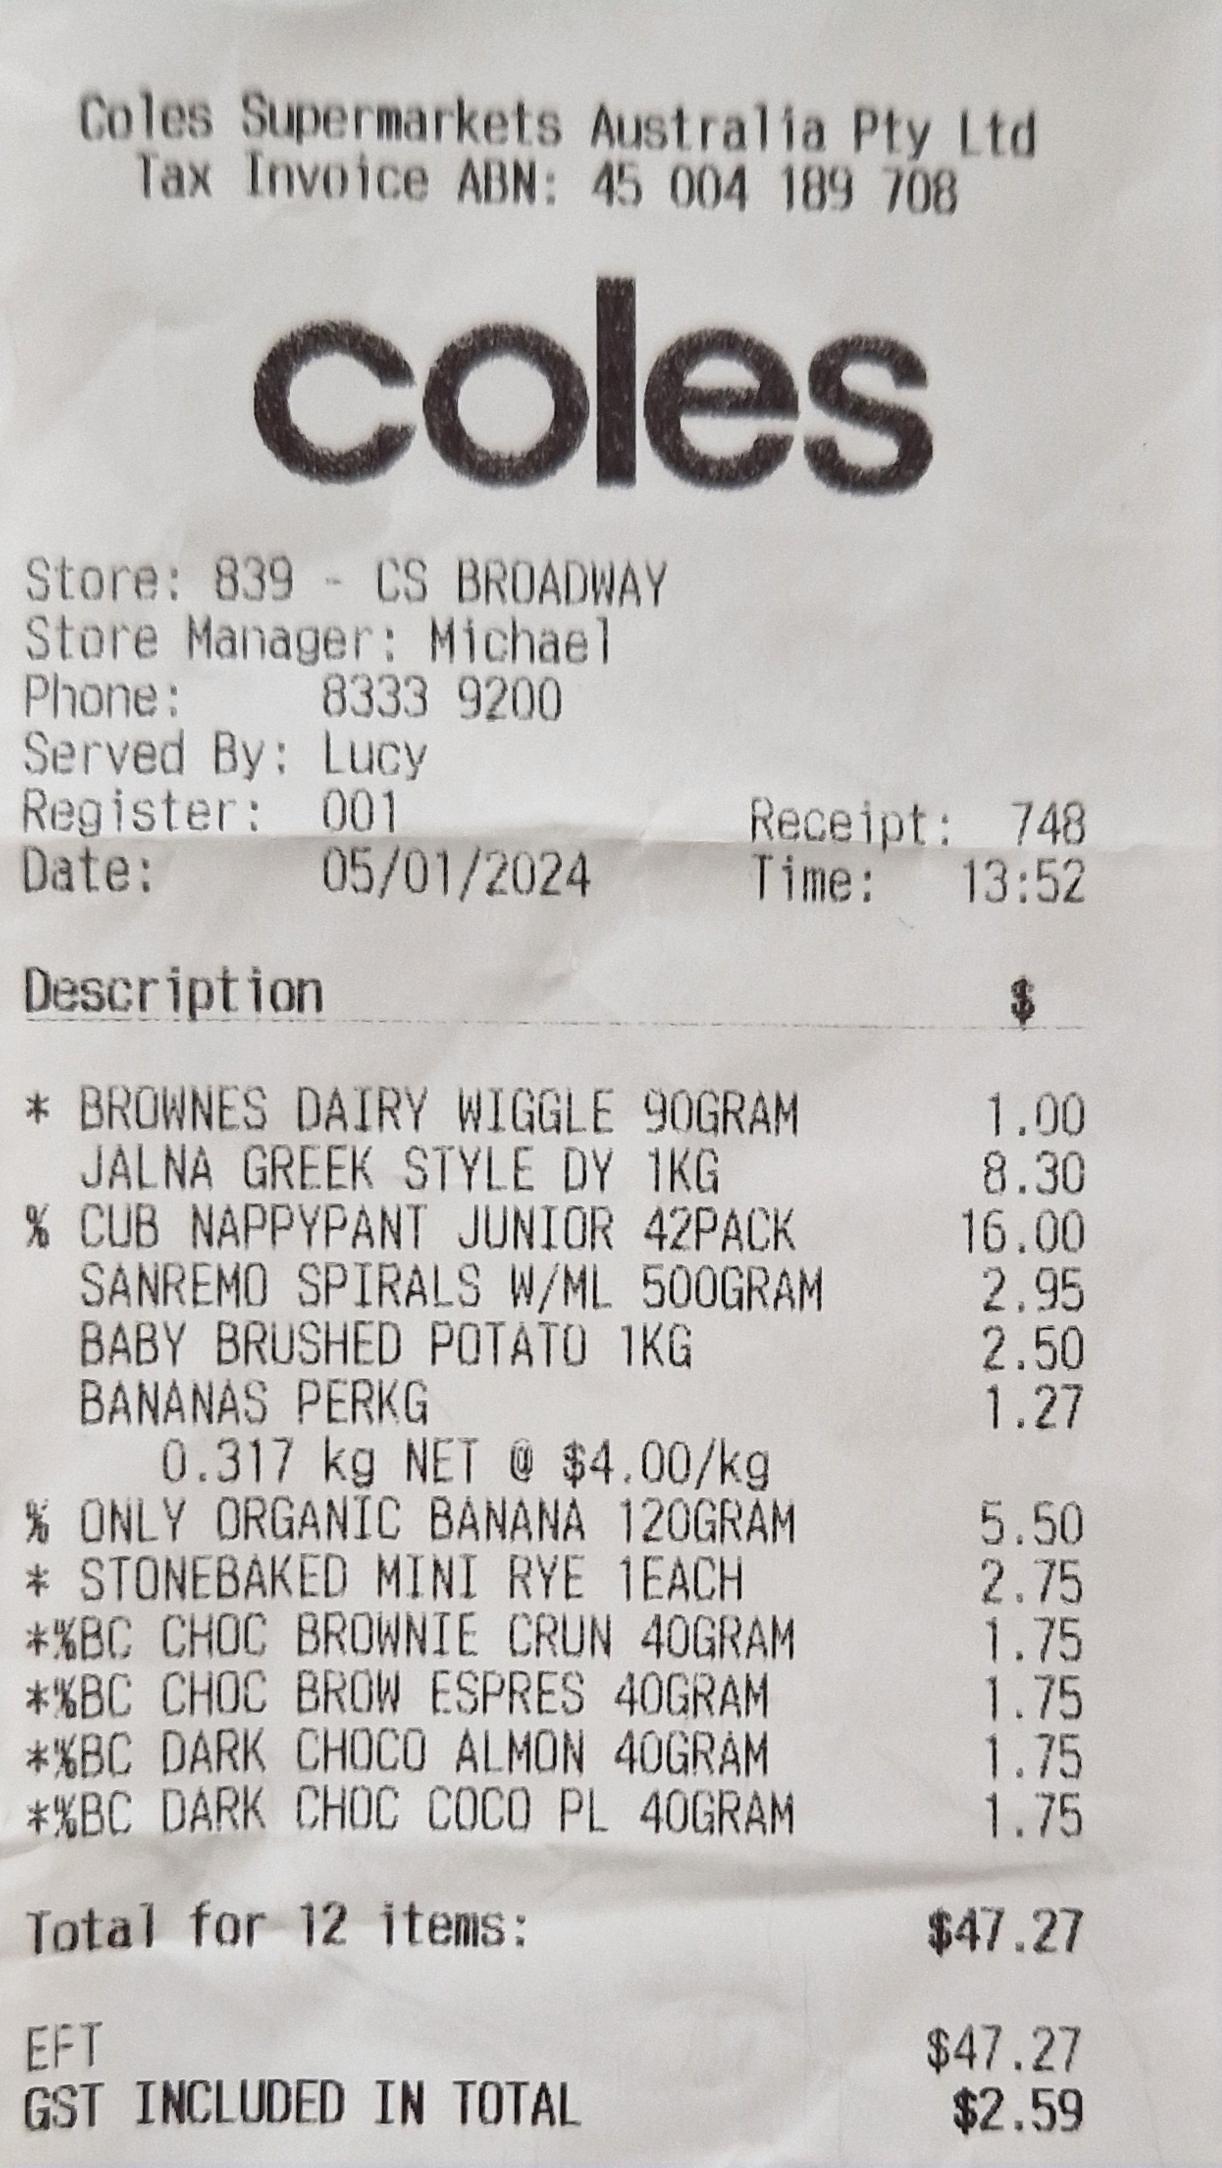 Coles Supermarkets Australia Pty Ltd
Tax Invoice ABN: 45 004 189 708
coles
Store: 839 - CS BROADWAY
Store Manager: Michael
Phone: 8333 9200
Served By: Lucy
Register: 001 Receipt: 748
Date: 05/01/2024 Time: 13:52
Description $
* BROWNES DAIRY WIGGLE 90GRAM 1.00
JALNA GREEK STYLE DY 1KG 8.30
% CUB NAPPYPANT JUNIOR 42PACK 16.00
SANREMO SPIRALS W/ML 500GRAM 2.95
BABY BRUSHED POTATO 1KG 2.50
BANANAS PERKG 1.27
0.317 kg NET @ $4.00/kg
% ONLY ORGANIC BANANA 120GRAM 5.50
* STONEBAKED MINI RYE 1EACH 2.75
*%BC CHOC BROWNIE CRUN 40GRAM 1.75
*%BC CHOC BROW ESPRES 40GRAM 1.75
*%BC DARK CHOCO ALMON 40GRAM 1.75
*%BC DARK CHOC COCO PL 40GRAM 1.75
Total for 12 items: $47.27
EFT $47.27
GST INCLUDED IN TOTAL $2.59